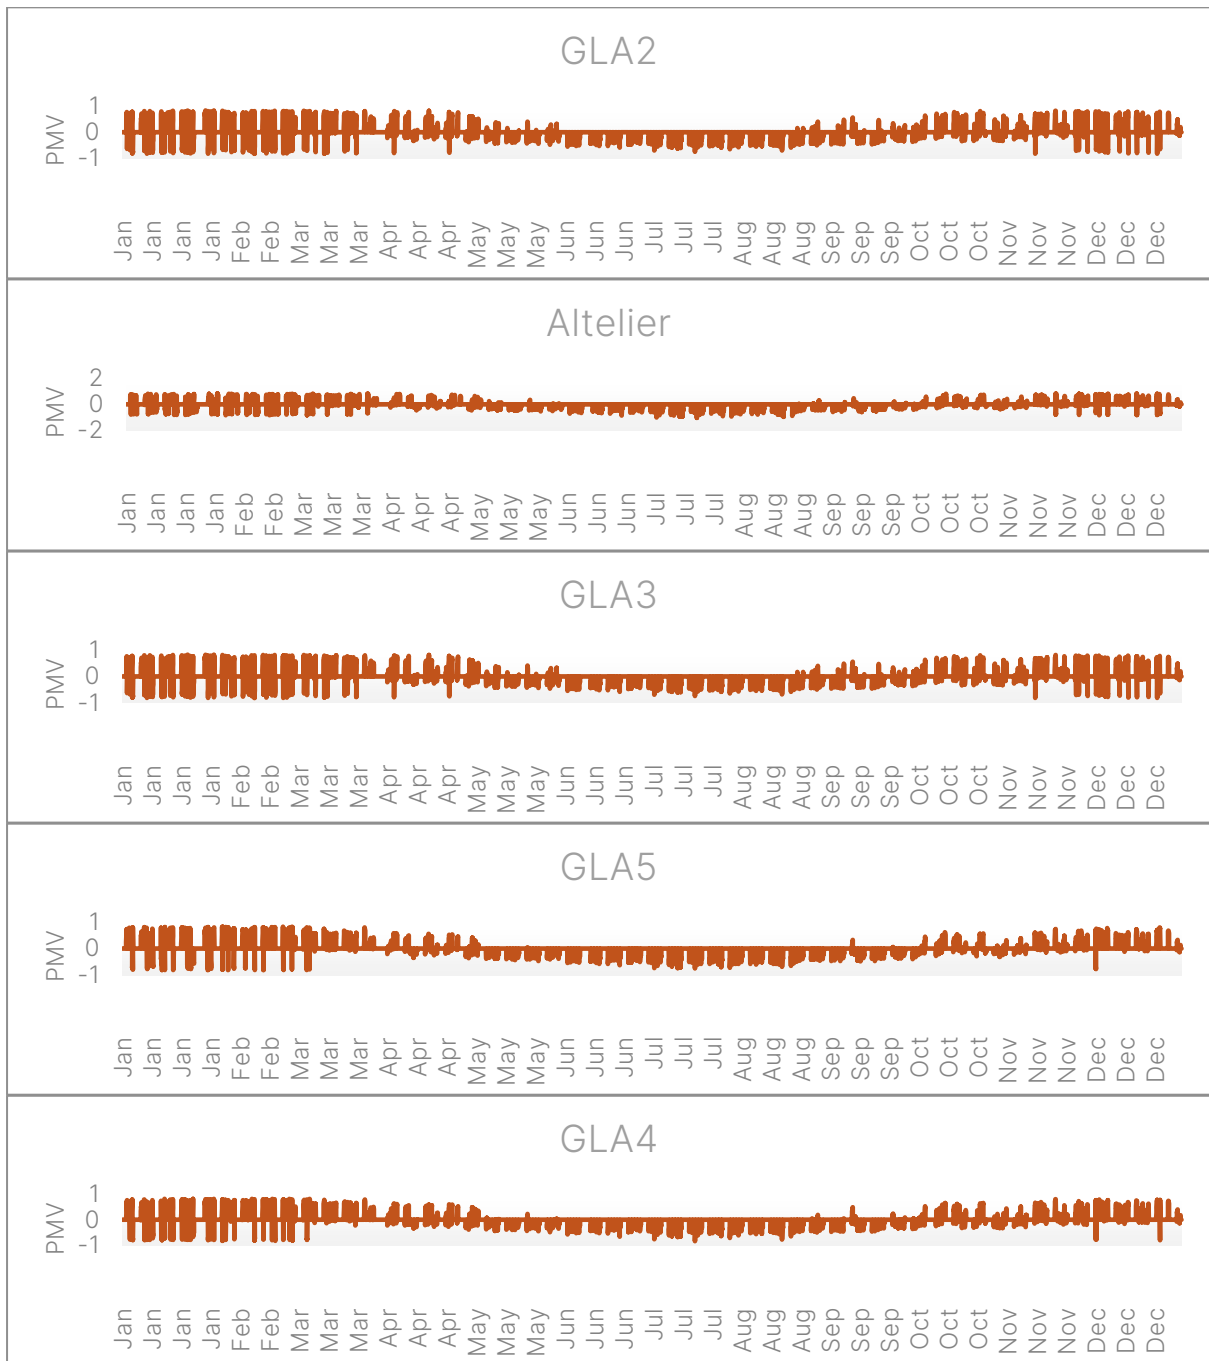 GLA2
PMV
1
0
-1
Jan Jan Jan Jan Feb Feb Mar Mar Mar Apr Apr Apr May May May Jun Jun Jun Jul Jul Jul Aug Aug Aug Sep Sep Sep Oct Oct Oct Nov Nov Nov Dec Dec Dec
Altelier
PMV
2
0
-2
Jan Jan Jan Jan Feb Feb Mar Mar Mar Apr Apr Apr May May May Jun Jun Jun Jul Jul Jul Aug Aug Aug Sep Sep Sep Oct Oct Oct Nov Nov Nov Dec Dec Dec
GLA3
PMV
1
0
-1
Jan Jan Jan Jan Feb Feb Mar Mar Mar Apr Apr Apr May May May Jun Jun Jun Jul Jul Jul Aug Aug Aug Sep Sep Sep Oct Oct Oct Nov Nov Nov Dec Dec Dec
GLA5
PMV
1
0
-1
Jan Jan Jan Jan Feb Feb Mar Mar Mar Apr Apr Apr May May May Jun Jun Jun Jul Jul Jul Aug Aug Aug Sep Sep Sep Oct Oct Oct Nov Nov Nov Dec Dec Dec
GLA4
PMV
1
0
-1
Jan Jan Jan Jan Feb Feb Mar Mar Mar Apr Apr Apr May May May Jun Jun Jun Jul Jul Jul Aug Aug Aug Sep Sep Sep Oct Oct Oct Nov Nov Nov Dec Dec Dec